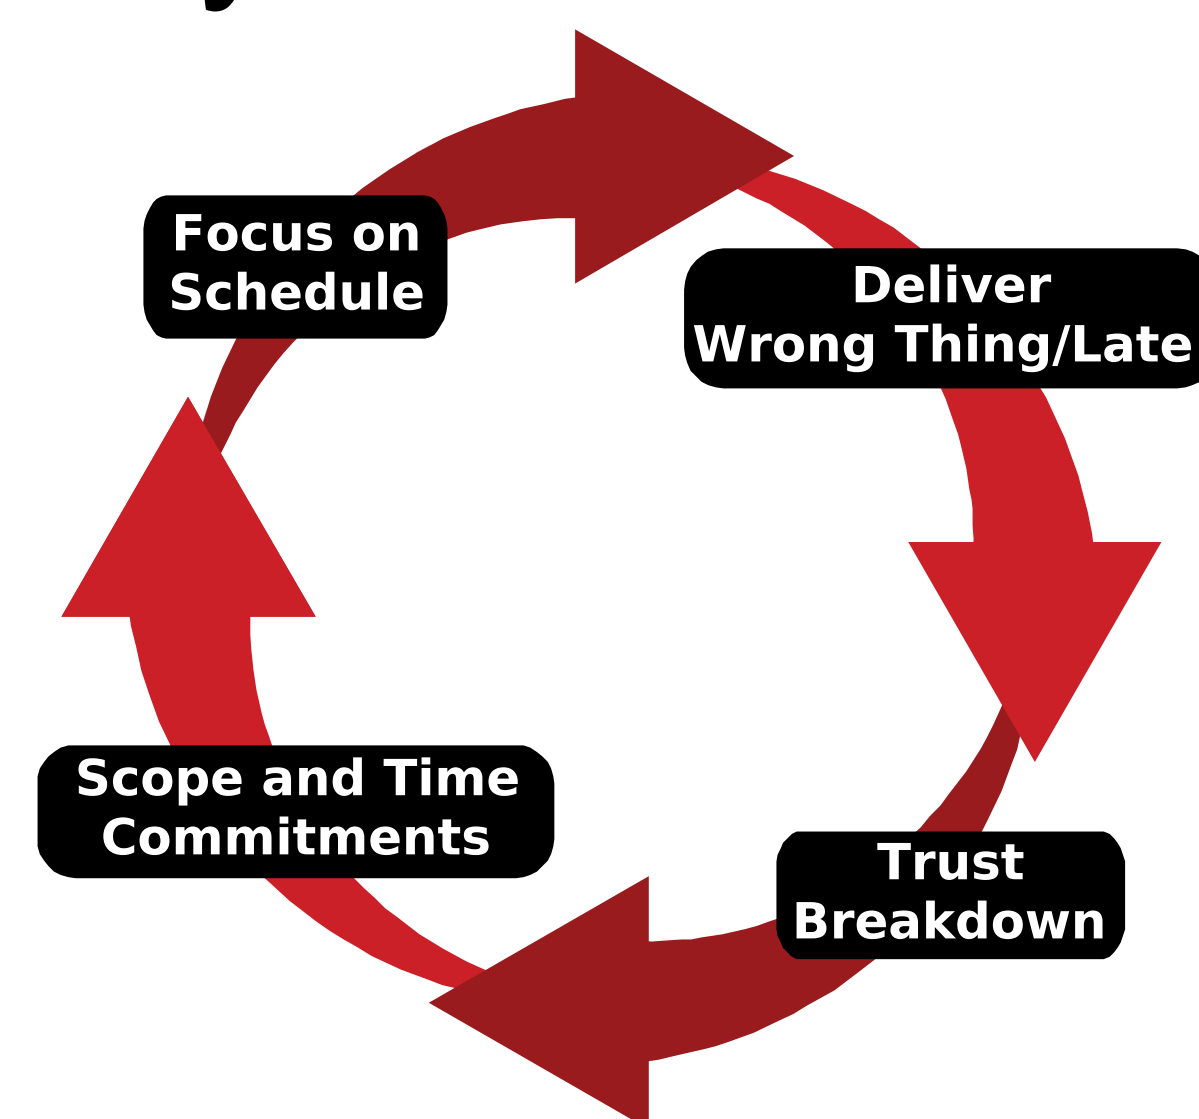 Focus on
Schedule
Deliver
Wrong Thing/Late
Scope and Time
Commitments
Trust
Breakdown